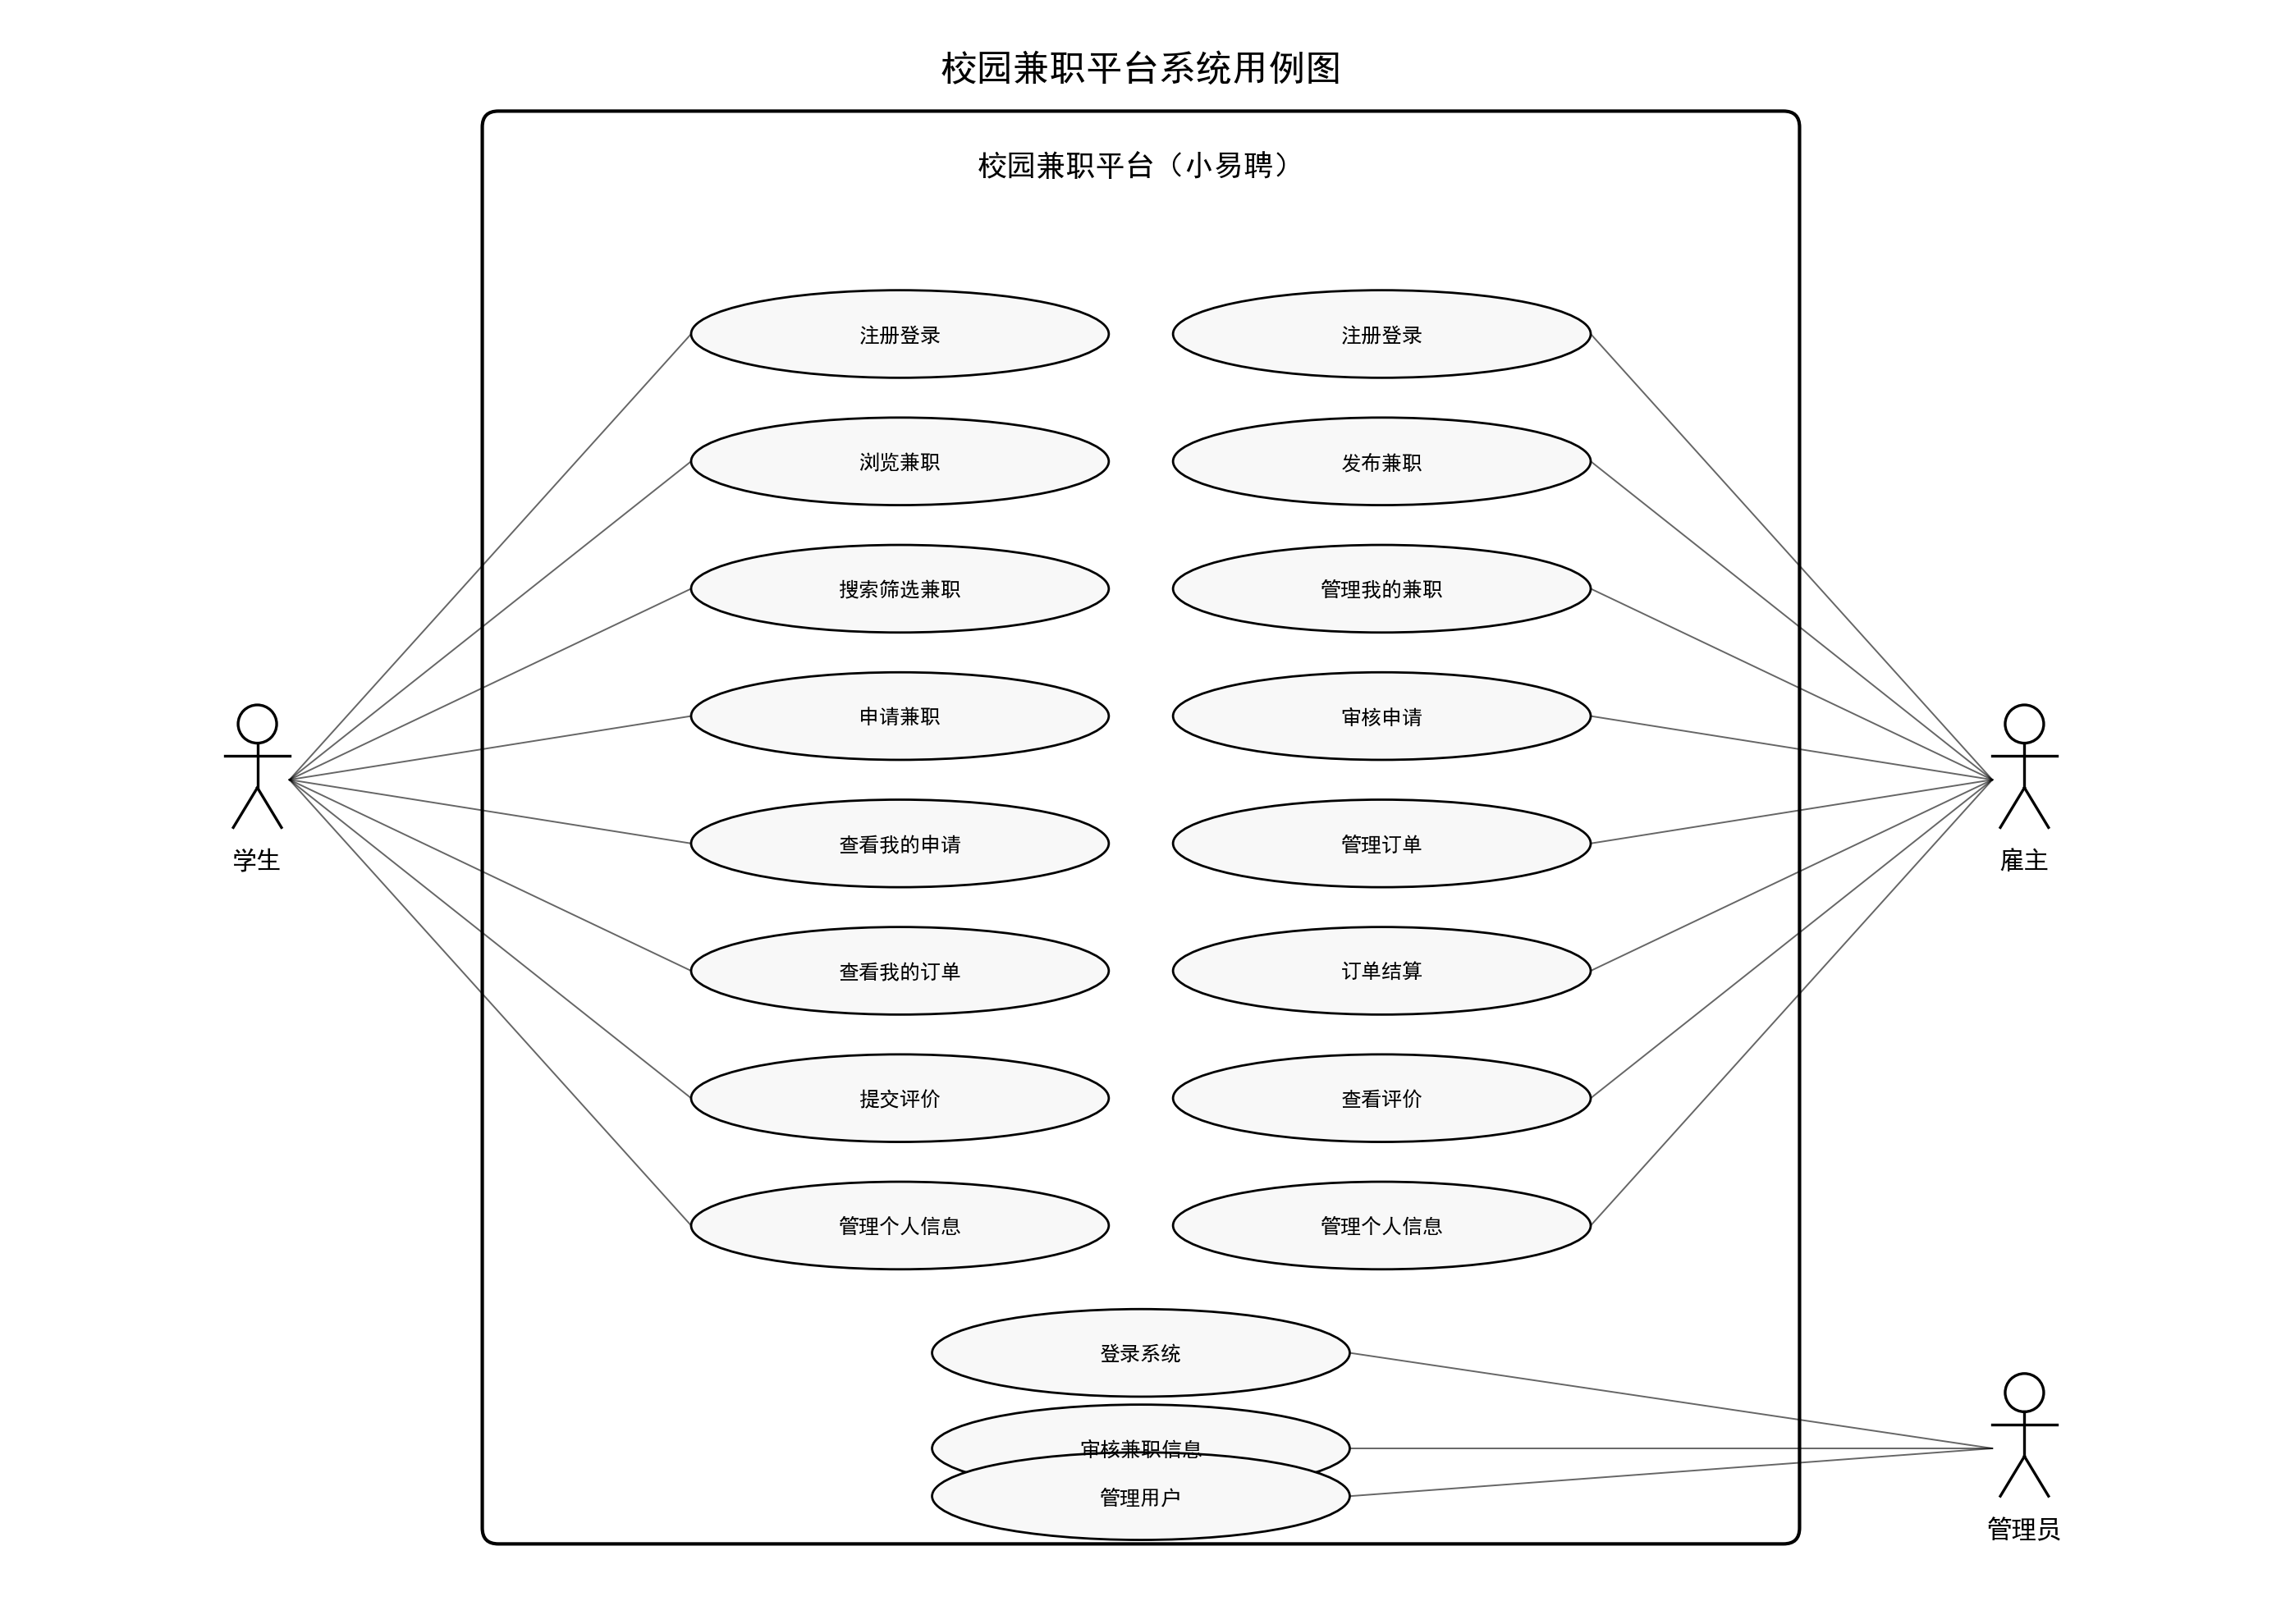 校园兼职平台系统用例图
校园兼职平台（小易聘）
注册登录
注册登录
浏览兼职
发布兼职
搜索筛选兼职
管理我的兼职
申请兼职
审核申请
查看我的申请
管理订单
学生
雇主
查看我的订单
订单结算
提交评价
查看评价
管理个人信息
管理个人信息
登录系统
审核兼职信息
管理用户
管理员